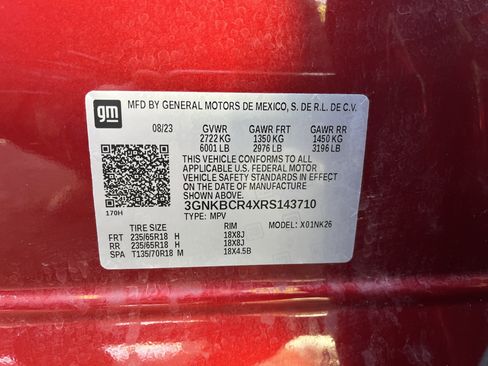 gm
MFD BY GENERAL MOTORS DE MEXICO, S. DE R.L. DE C.V.
08/23 GVWR GAWR FRT GAWR RR
2722 KG 1350 KG 1450 KG
6001 LB 2976 LB 3196 LB
THIS VEHICLE CONFORMS TO ALL
APPLICABLE U.S. FEDERAL MOTOR
VEHICLE SAFETY STANDARDS IN
EFFECT ON THE DATE OF MANUFACTURE
SHOWN ABOVE.
3GNKBCR4XRS143710
170H
TYPE: MPV MODEL: X01NK26
TIRE SIZE RIM
FRT 235/65R18 H 18X8J
RR 235/65R18 H 18X8J
SPA T135/70R18 M 18X4.5B